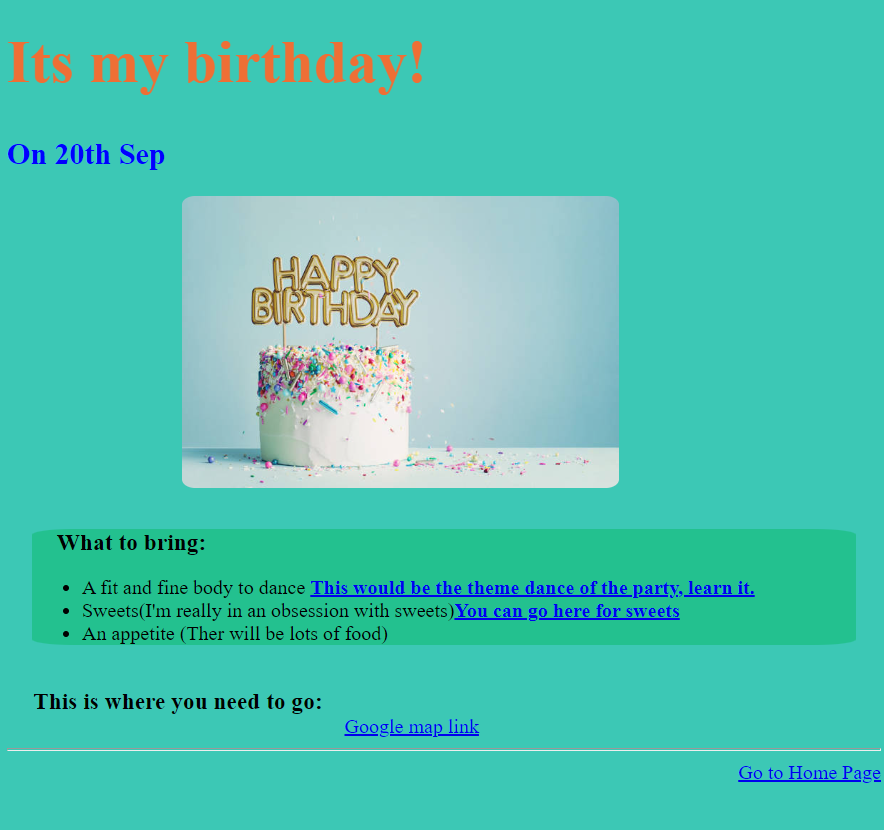 Its my birthday!
On 20th Sep
HAPPY
BIRTHDAY
What to bring:
A fit and fine body to dance This would be the theme dance of the party, learn it.
Sweets(I'm really in an obsession with sweets)You can go here for sweets
An appetite (Ther will be lots of food)
This is where you need to go:
Google map link
Go to Home Page